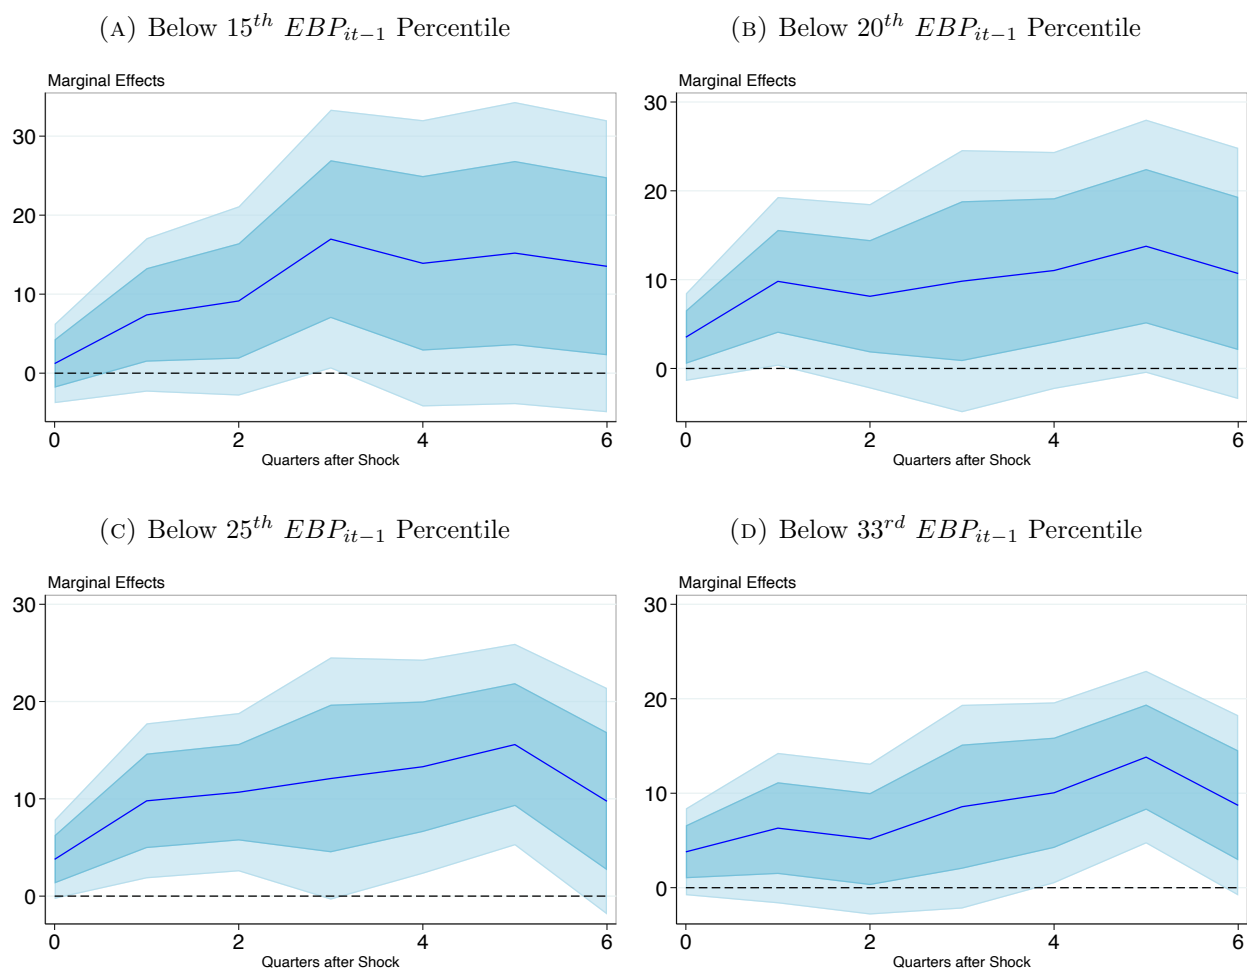 (A) Below 15th EBPit−1 Percentile
Marginal Effects
30
20
10
0
0 2 4 6
Quarters after Shock
(B) Below 20th EBPit−1 Percentile
Marginal Effects
30
20
10
0
0 2 4 6
Quarters after Shock
(C) Below 25th EBPit−1 Percentile
Marginal Effects
30
20
10
0
0 2 4 6
Quarters after Shock
(D) Below 33rd EBPit−1 Percentile
Marginal Effects
30
20
10
0
0 2 4 6
Quarters after Shock